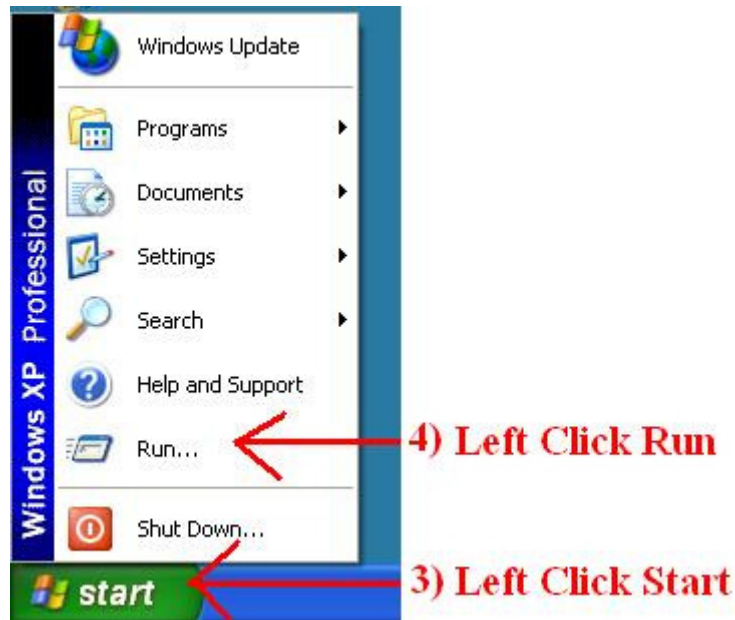 Windows Update
Programs
Documents
Settings
Search
Help and Support
Run...
4) Left Click Run
Shut Down...
Windows XP Professional
start
3) Left Click Start